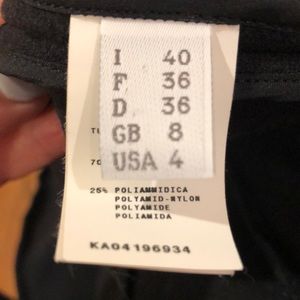 I 40
F 36
D 36
GB 8
USA 4
25% POLIAMMIDICA
POLYAMID-NYLON
POLYAMIDE
POLIAMIDA
KA04196934